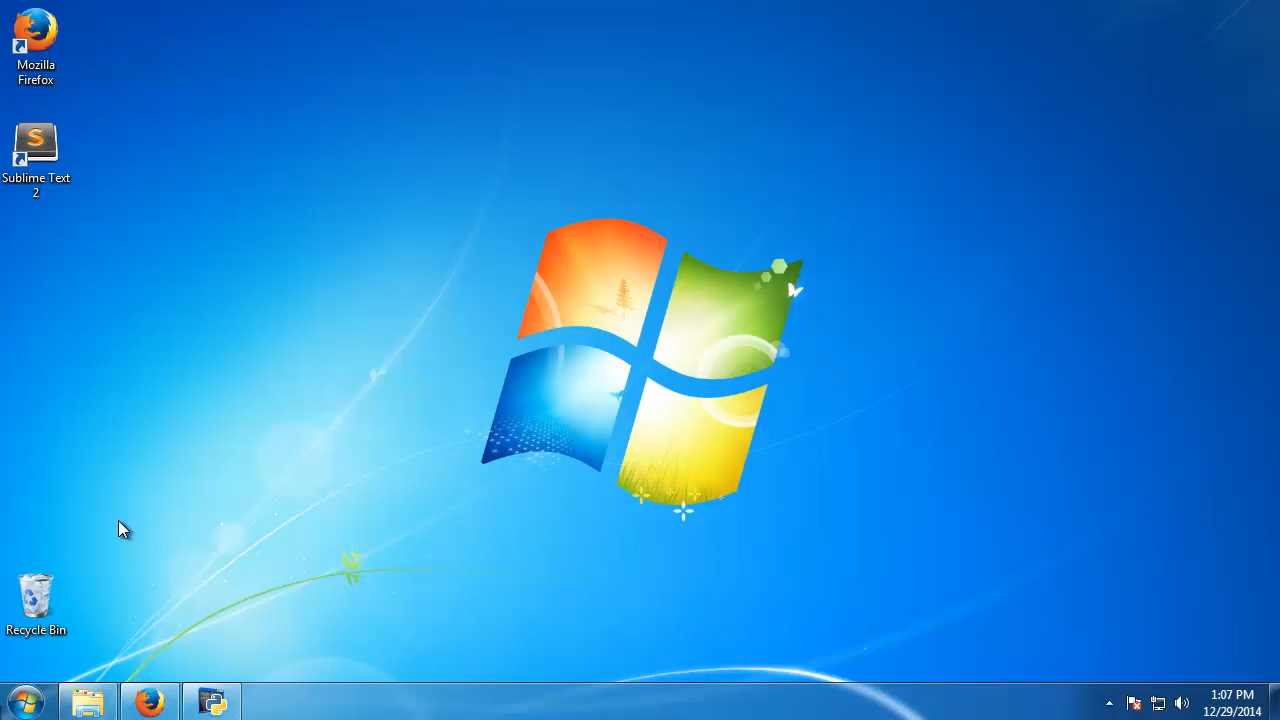 Mozilla
Firefox
S
Sublime Text
2
Recycle Bin
1:07 PM
12/29/2014